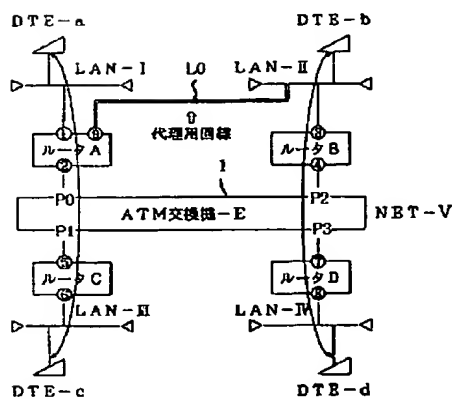 DTE-a DTE-b
LAN-I L0 LAN-II
① ⑨ 代理用回線 ③
ルータA ルータB
② ④
1
P0 P2
ATM交換機-E NET-V
P1 P3
⑤ ⑦
ルータC ルータD
⑥ ⑧
LAN-III LAN-IV
DTE-c DTE-d